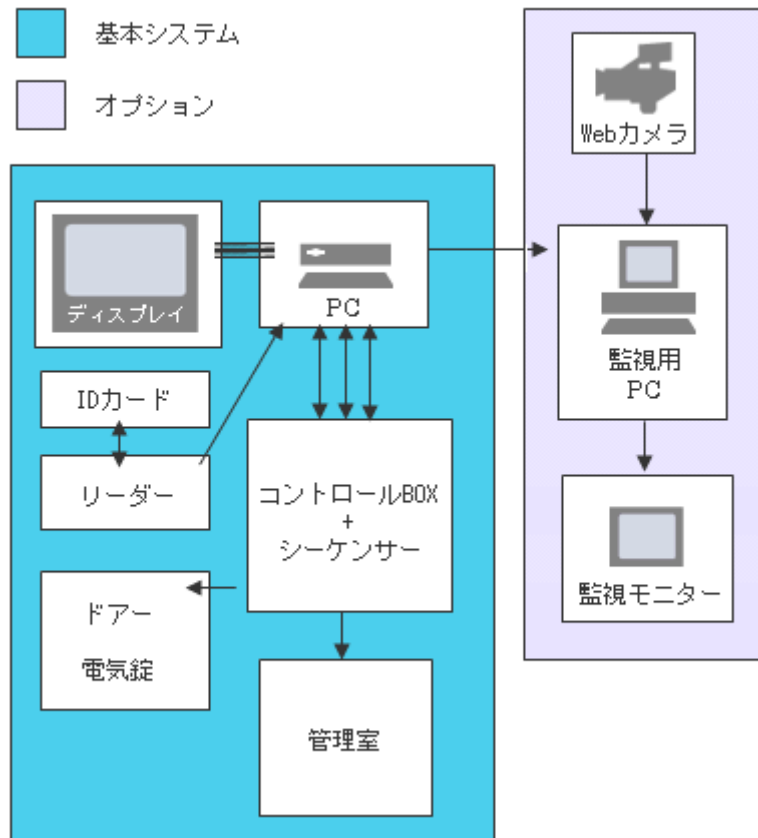 基本システム
オプション
ディスプレイ
PC
IDカード
リーダー
コントロールBOX
+
シーケンサー
ドアー
電気錠
管理室
Webカメラ
監視用
PC
監視モニター